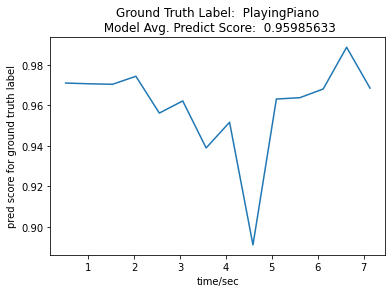 Ground Truth Label:  PlayingPiano
Model Avg. Predict Score:  0.95985633
pred score for ground truth label
0.98
0.96
0.94
0.92
0.90
1 2 3 4 5 6 7
time/sec